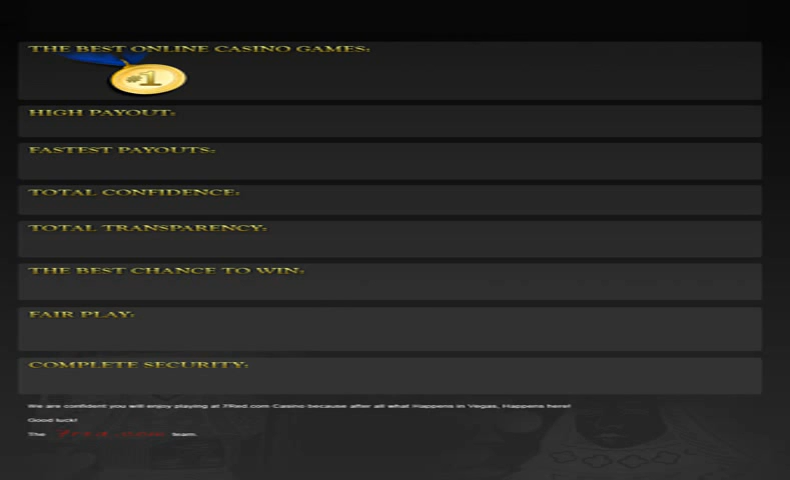 THE BEST ONLINE CASINO GAMES:
#1
HIGH PAYOUT:
FASTEST PAYOUTS:
TOTAL CONFIDENCE:
TOTAL TRANSPARENCY:
THE BEST CHANCE TO WIN:
FAIR PLAY:
COMPLETE SECURITY:
We are confident you will enjoy playing at 7Red.com Casino because after all what Happens in Vegas, Happens here!
Good luck!
The 7red.com team.